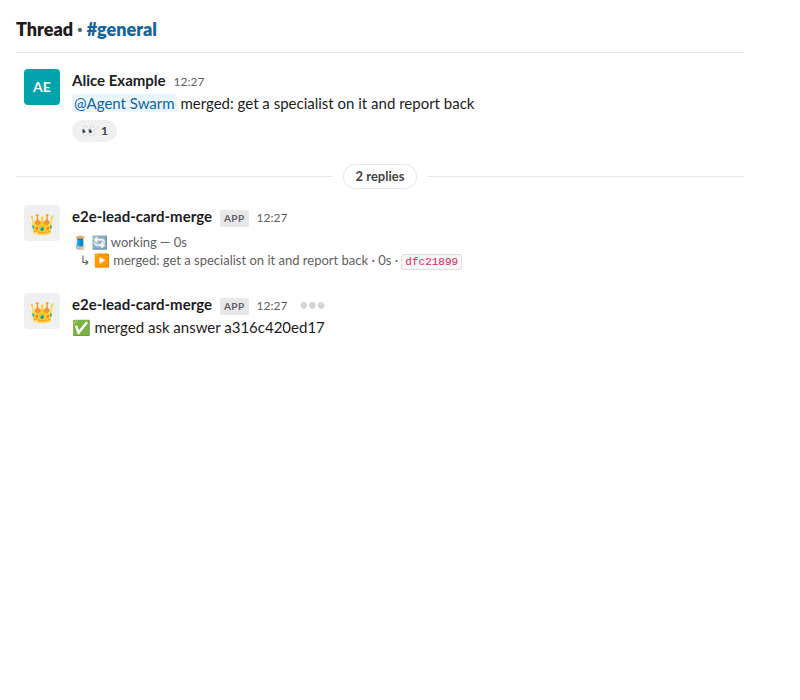 Thread • #general
AE
Alice Example 12:27
@Agent Swarm merged: get a specialist on it and report back
👀 1
2 replies
e2e-lead-card-merge APP 12:27
🧵 🔄 working — 0s
↳ ▶️ merged: get a specialist on it and report back · 0s · dfc21899
e2e-lead-card-merge APP 12:27
✅ merged ask answer a316c420ed17